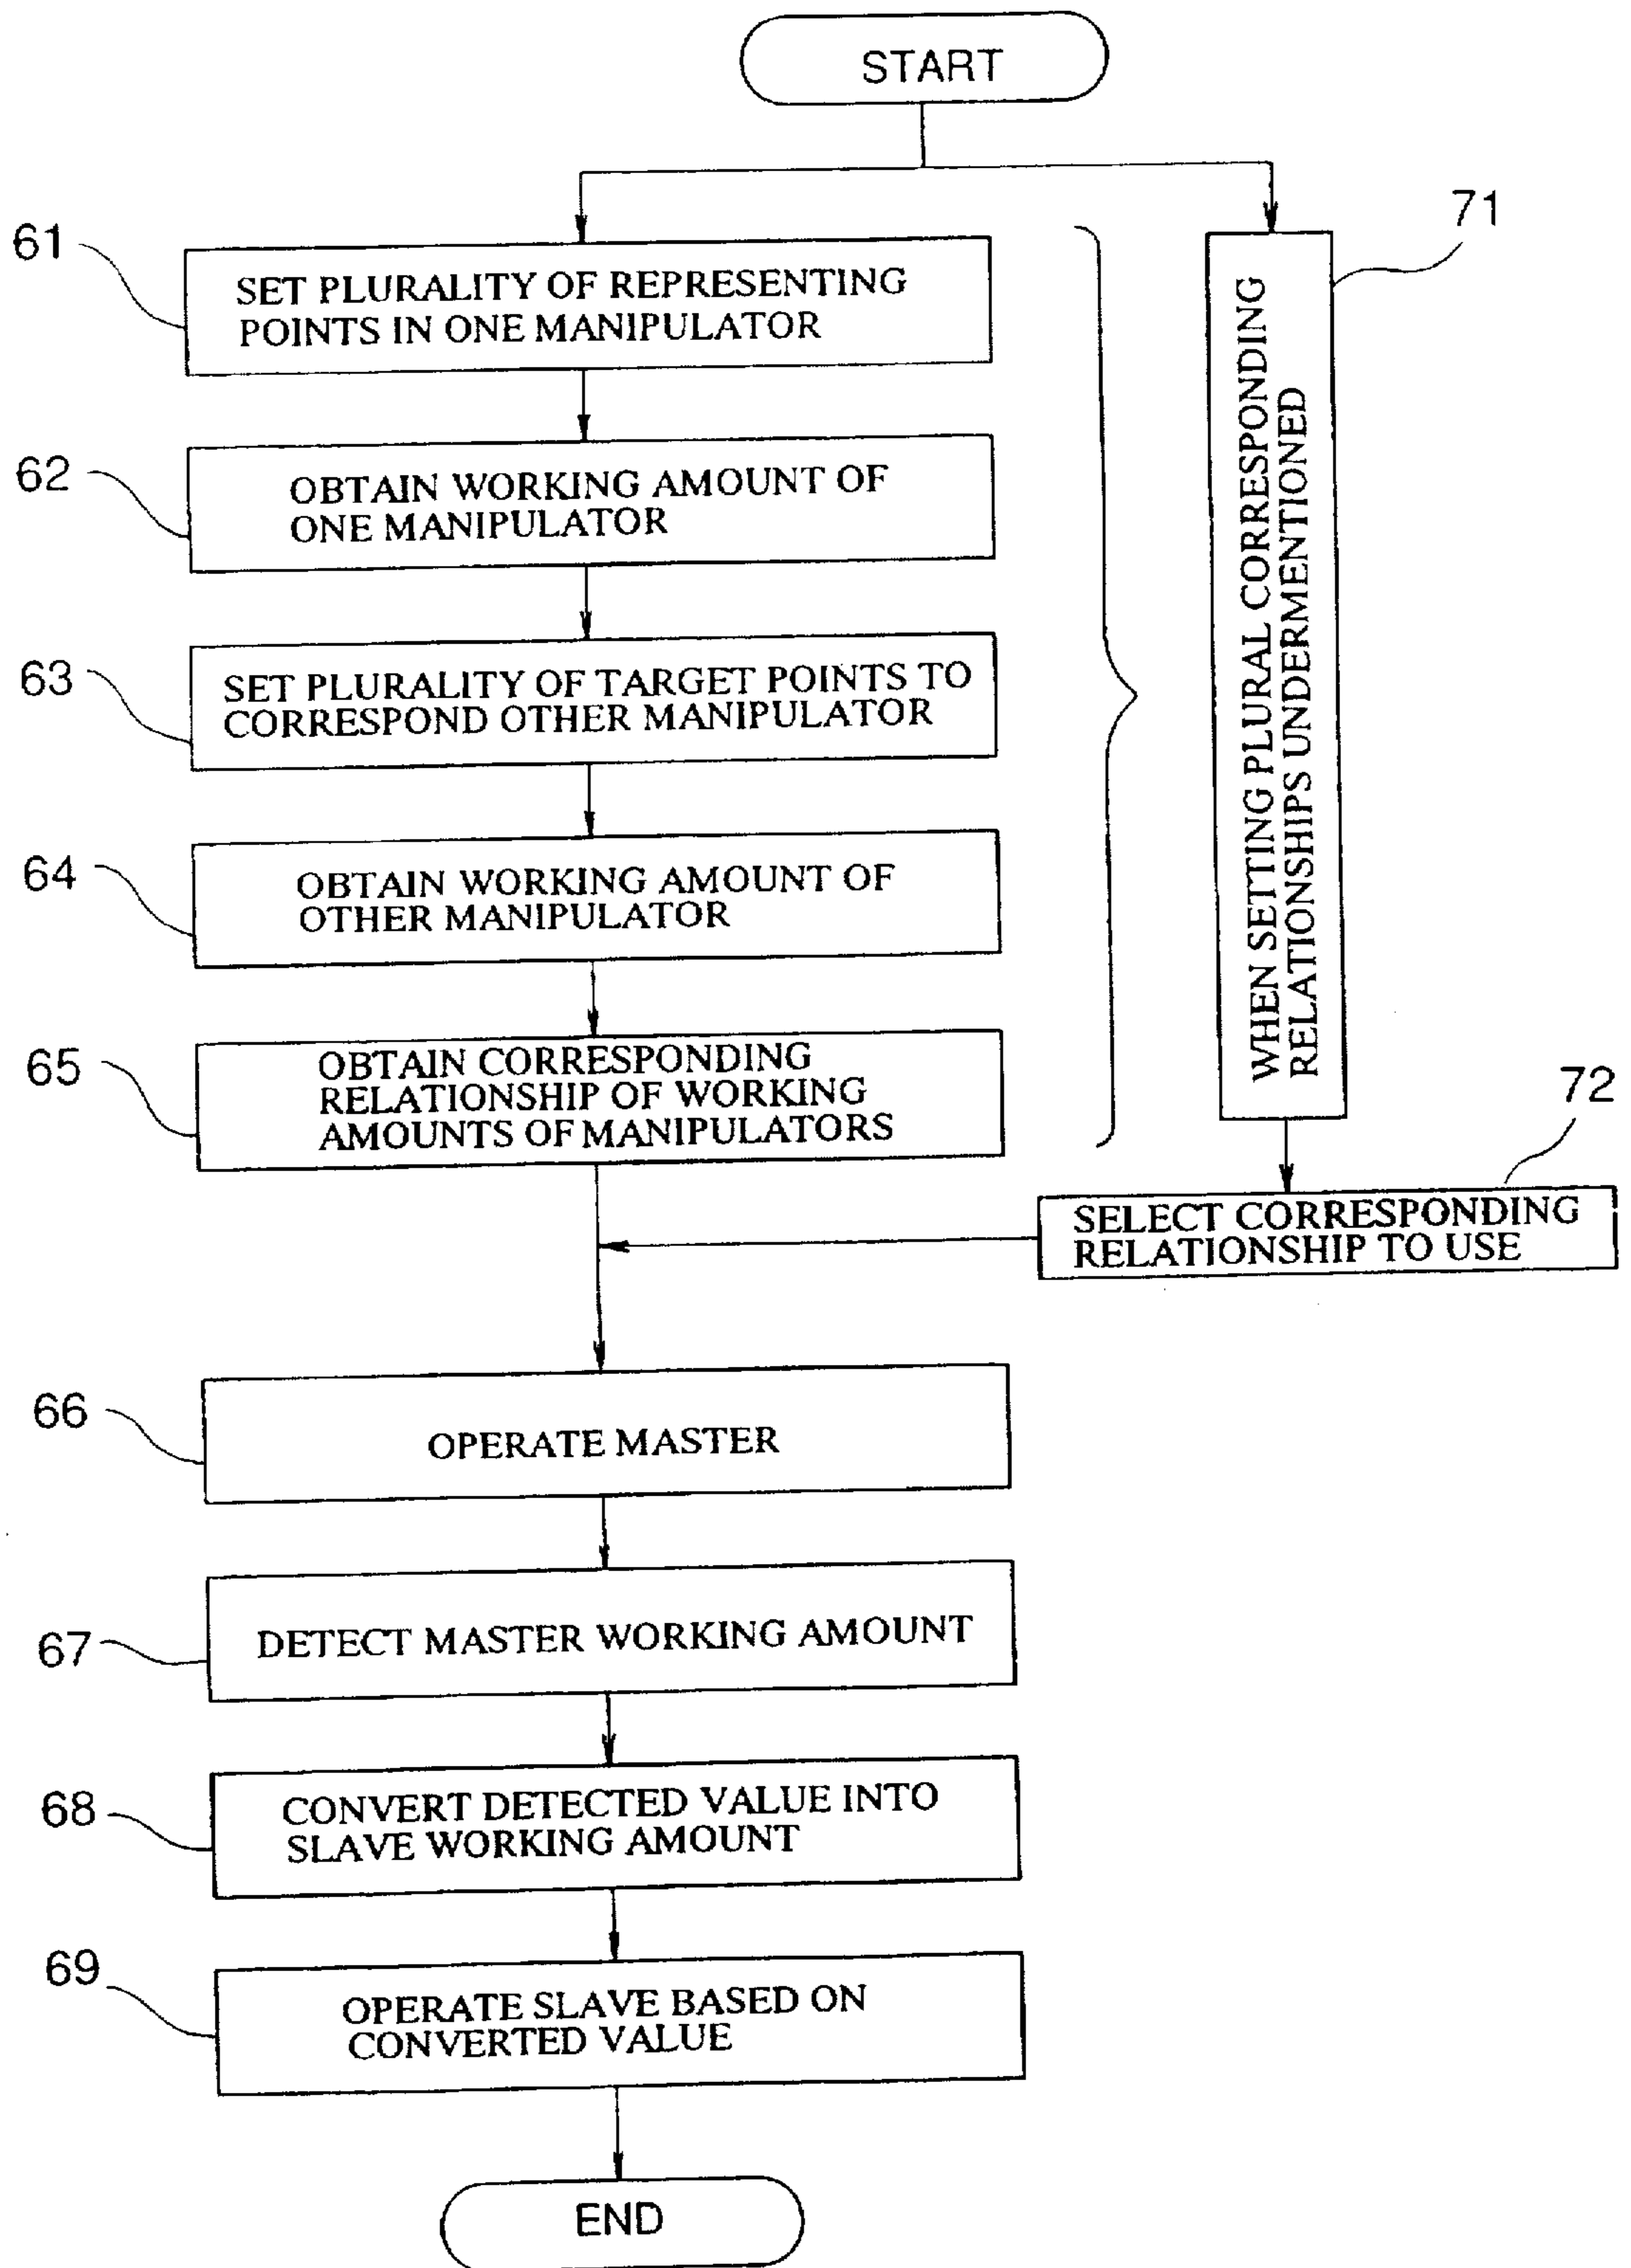 START
61
SET PLURALITY OF REPRESENTING
POINTS IN ONE MANIPULATOR
62
OBTAIN WORKING AMOUNT OF
ONE MANIPULATOR
63
SET PLURALITY OF TARGET POINTS TO
CORRESPOND OTHER MANIPULATOR
64
OBTAIN WORKING AMOUNT OF
OTHER MANIPULATOR
65
OBTAIN CORRESPONDING
RELATIONSHIP OF WORKING
AMOUNTS OF MANIPULATORS
71
WHEN SETTING PLURAL CORRESPONDING
RELATIONSHIPS UNDERMENTIONED
72
SELECT CORRESPONDING
RELATIONSHIP TO USE
66
OPERATE MASTER
67
DETECT MASTER WORKING AMOUNT
68
CONVERT DETECTED VALUE INTO
SLAVE WORKING AMOUNT
69
OPERATE SLAVE BASED ON
CONVERTED VALUE
END